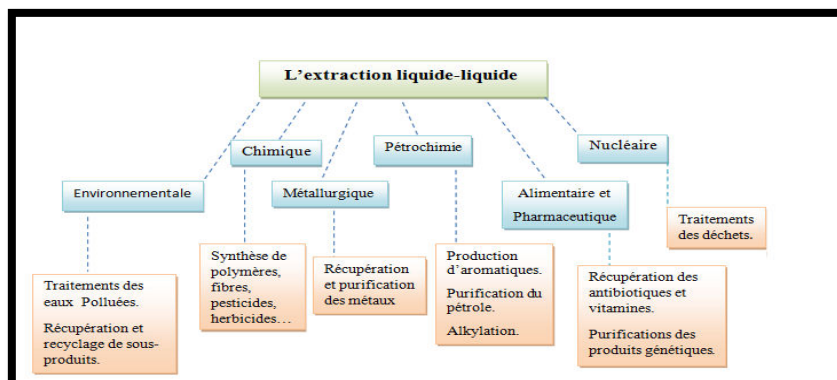 L'extraction liquide-liquide
Environnementale
Traitements des
eaux Polluées.
Récupération et
recyclage de sous-
produits.
Chimique
Synthèse de
polymères,
fibres,
pesticides,
herbicides...
Métallurgique
Récupération
et purification
des métaux
Pétrochimie
Production
d'aromatiques.
Purification du
pétrole.
Alkylation.
Alimentaire et
Pharmaceutique
Récupération des
antibiotiques et
vitamines.
Purifications des
produits génétiques.
Nucléaire
Traitements
des déchets.